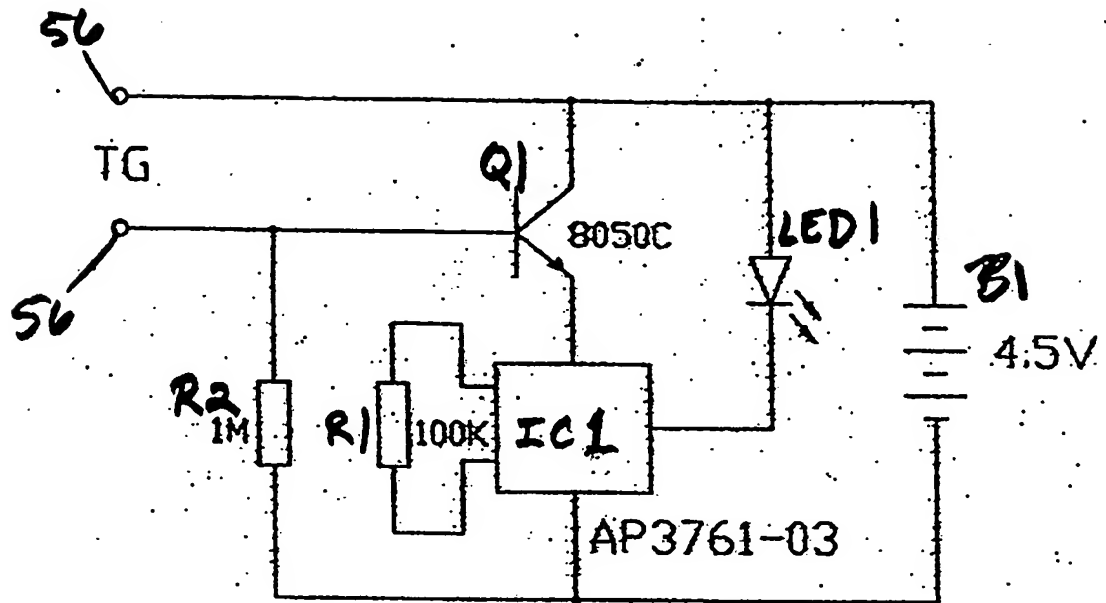 56
TG
Q1
8050C
LED1
56
B1
4.5V
R2
1M
R1
100K
IC1
AP3761-03